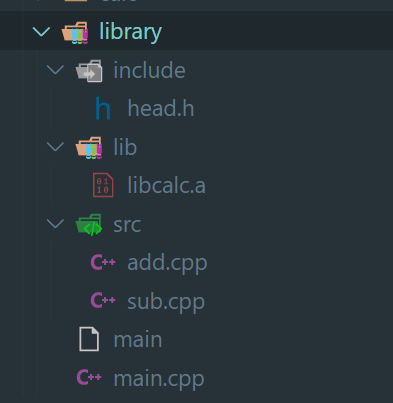 library
include
h head.h
lib
libcalc.a
src
C++ add.cpp
C++ sub.cpp
main
C++ main.cpp